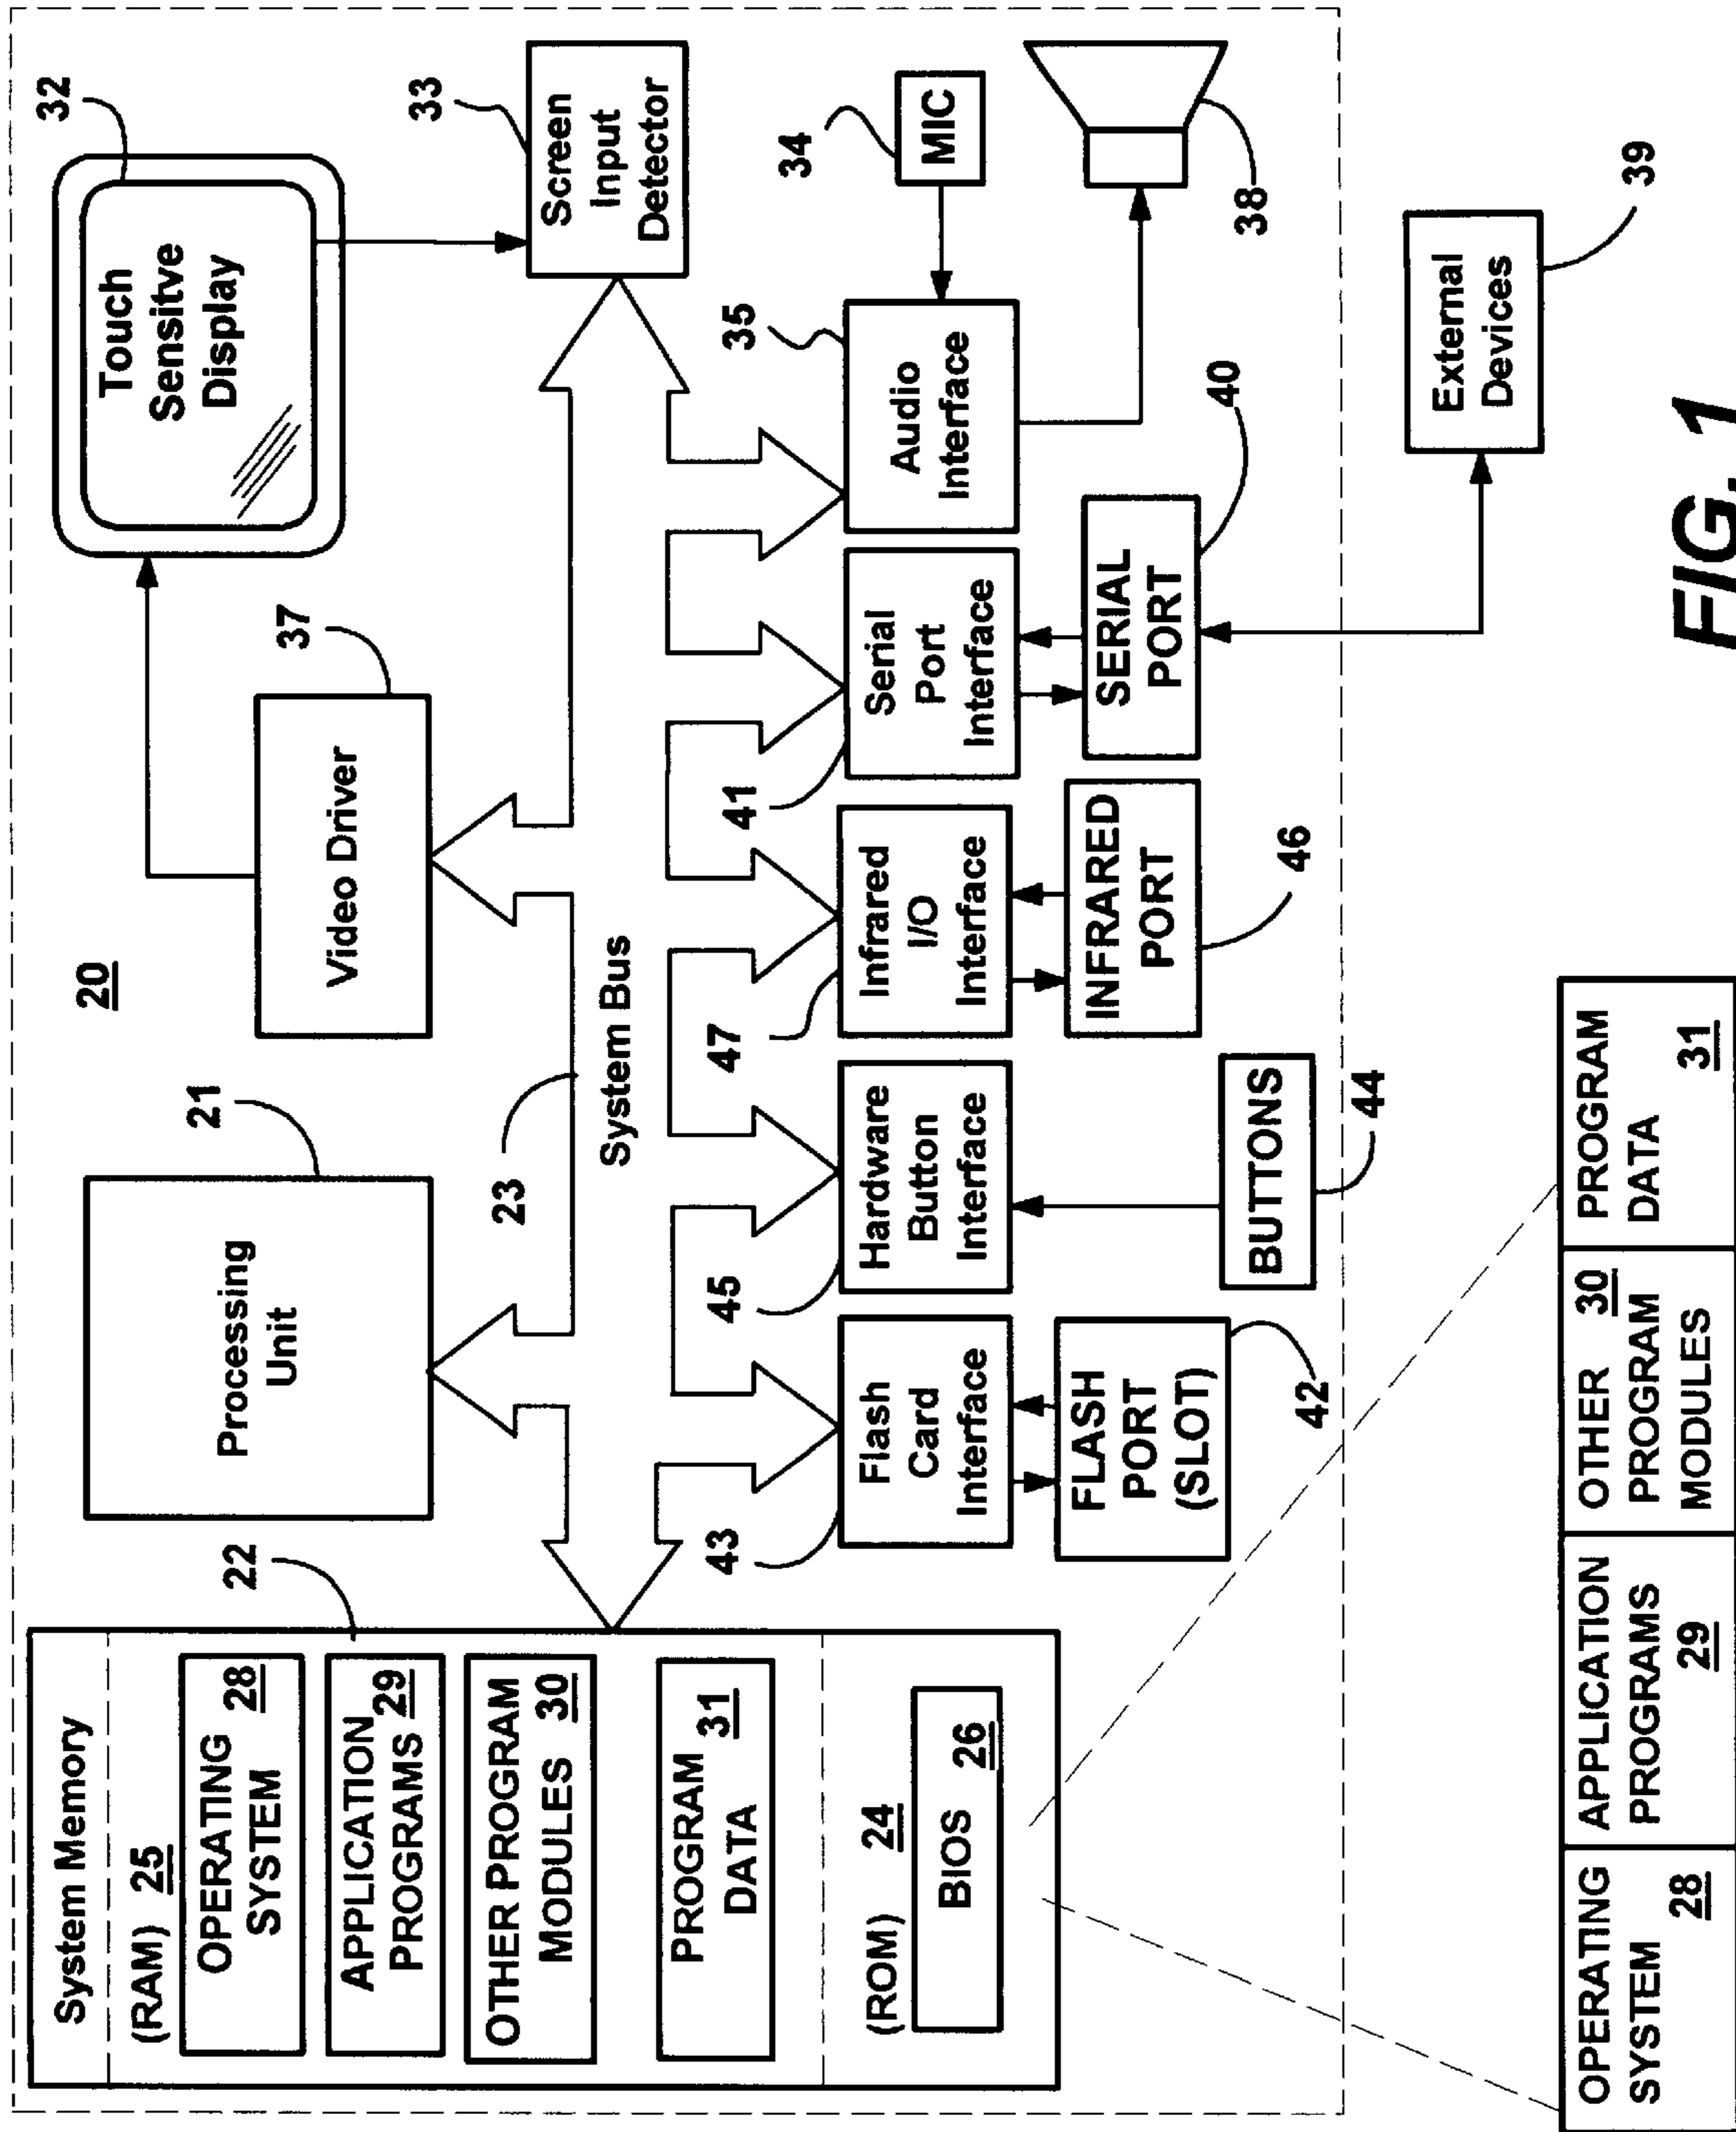 System Memory
(RAM) 25
OPERATING
SYSTEM 28
APPLICATION
PROGRAMS 29
OTHER PROGRAM
MODULES 30
PROGRAM
DATA 31
(ROM) 24
BIOS 26
22
Processing
Unit
21
20
Video Driver
37
Touch
Sensitve
Display
32
23
System Bus
Screen
Input
Detector
33
43
Flash
Card
Interface
45
Hardware
Button
Interface
47
Infrared
I/O
Interface
41
Serial
Port
Interface
35
Audio
Interface
34
MIC
38
FLASH
PORT
(SLOT)
42
BUTTONS
44
INFRARED
PORT
46
SERIAL
PORT
40
External
Devices
39
OPERATING
SYSTEM
28
APPLICATION
PROGRAMS
29
OTHER 30
PROGRAM
MODULES
PROGRAM
DATA
31
FIG. 1